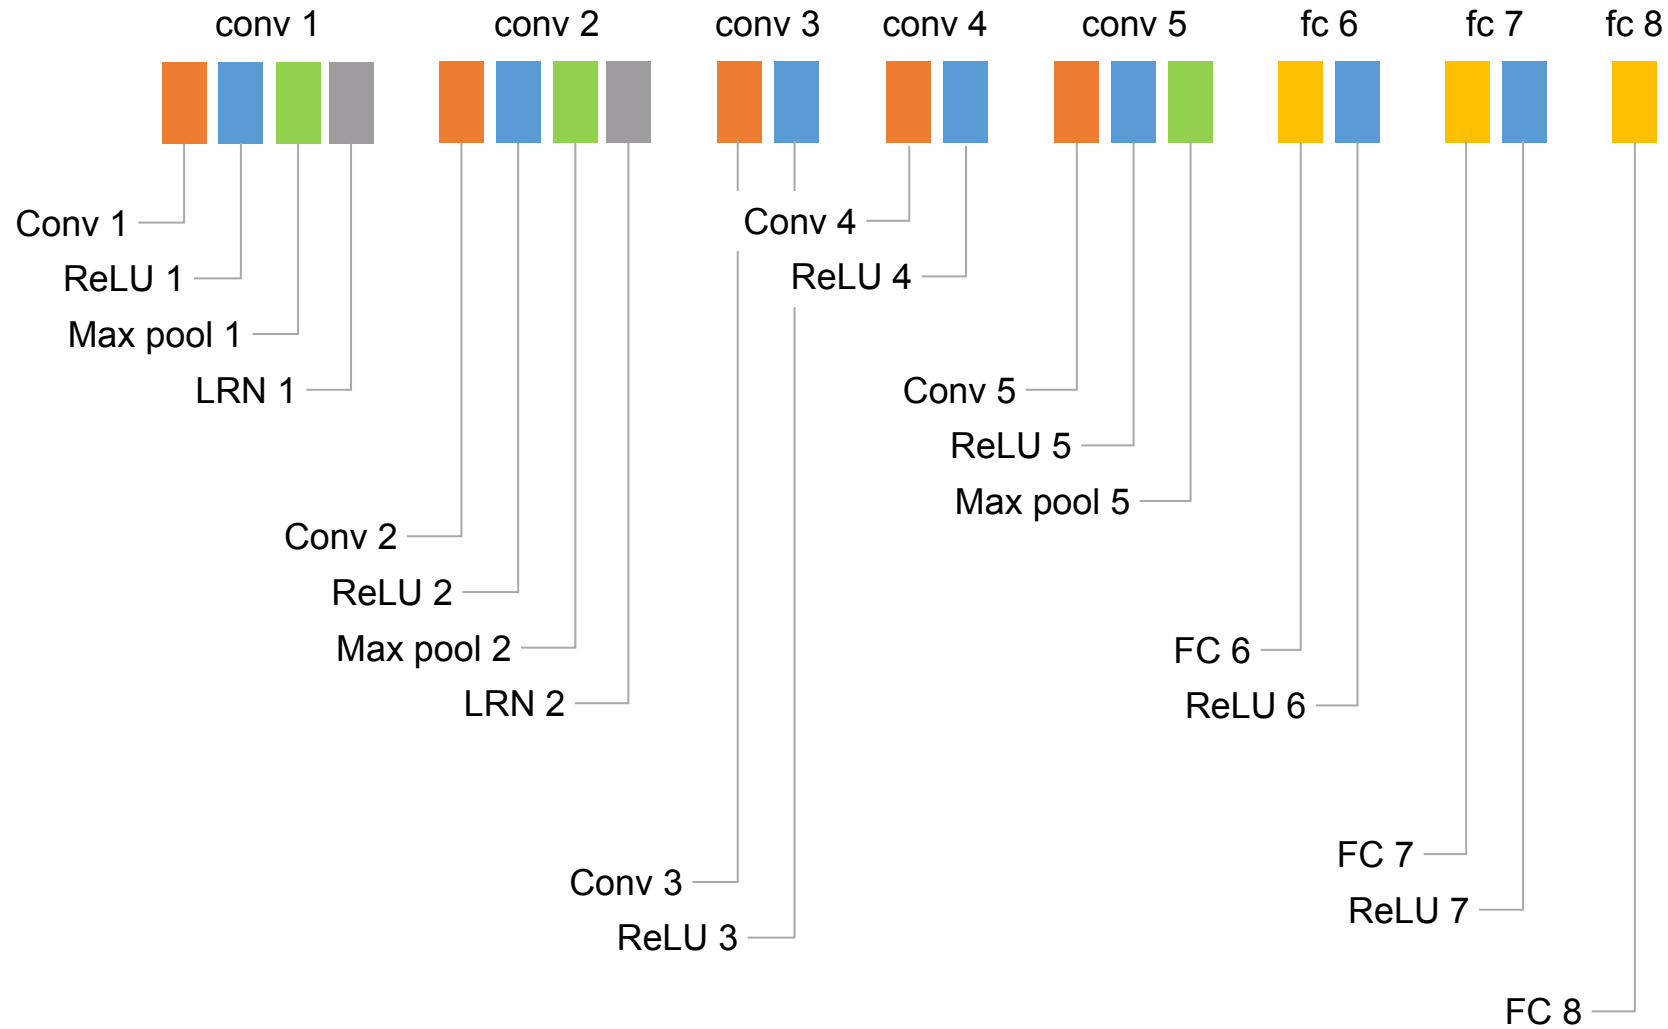 conv 1
conv 2
conv 3
conv 4
conv 5
fc 6
fc 7
fc 8
Conv 1
ReLU 1
Max pool 1
LRN 1
Conv 2
ReLU 2
Max pool 2
LRN 2
Conv 3
ReLU 3
Conv 4
ReLU 4
Conv 5
ReLU 5
Max pool 5
FC 6
ReLU 6
FC 7
ReLU 7
FC 8